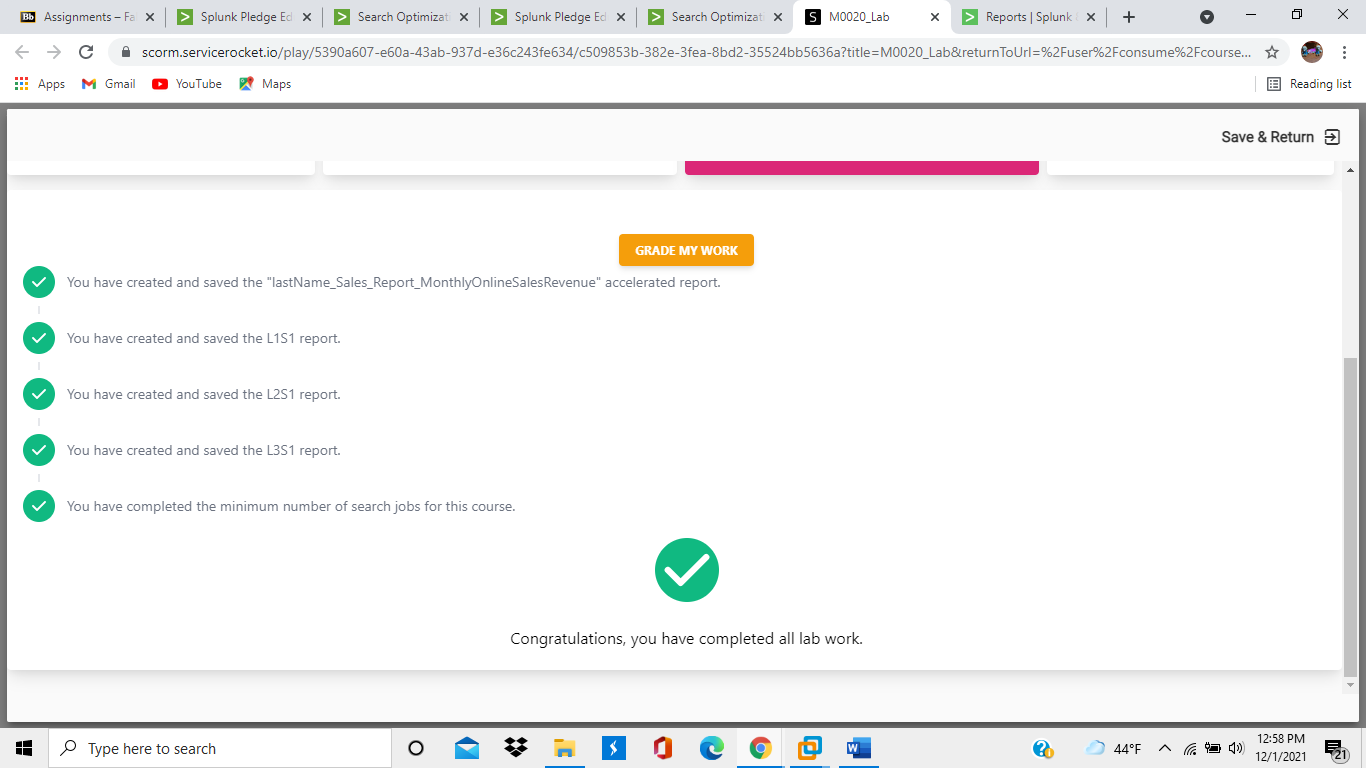 Bb Assignments – Fa
Splunk Pledge Ed
Search Optimizati
Splunk Pledge Ed
Search Optimizati
S M0020_Lab
Reports | Splunk
scorm.servicerocket.io/play/5390a607-e60a-43ab-937d-e36c243fe634/c509853b-382e-3fea-8bd2-35524bb5636a?title=M0020_Lab&returnToUrl=%2Fuser%2Fconsume%2Fcourse...
Apps Gmail YouTube Maps Reading list
Save & Return
GRADE MY WORK
You have created and saved the "lastName_Sales_Report_MonthlyOnlineSalesRevenue" accelerated report.
You have created and saved the L1S1 report.
You have created and saved the L2S1 report.
You have created and saved the L3S1 report.
You have completed the minimum number of search jobs for this course.
Congratulations, you have completed all lab work.
Type here to search
44°F
12:58 PM
12/1/2021
21